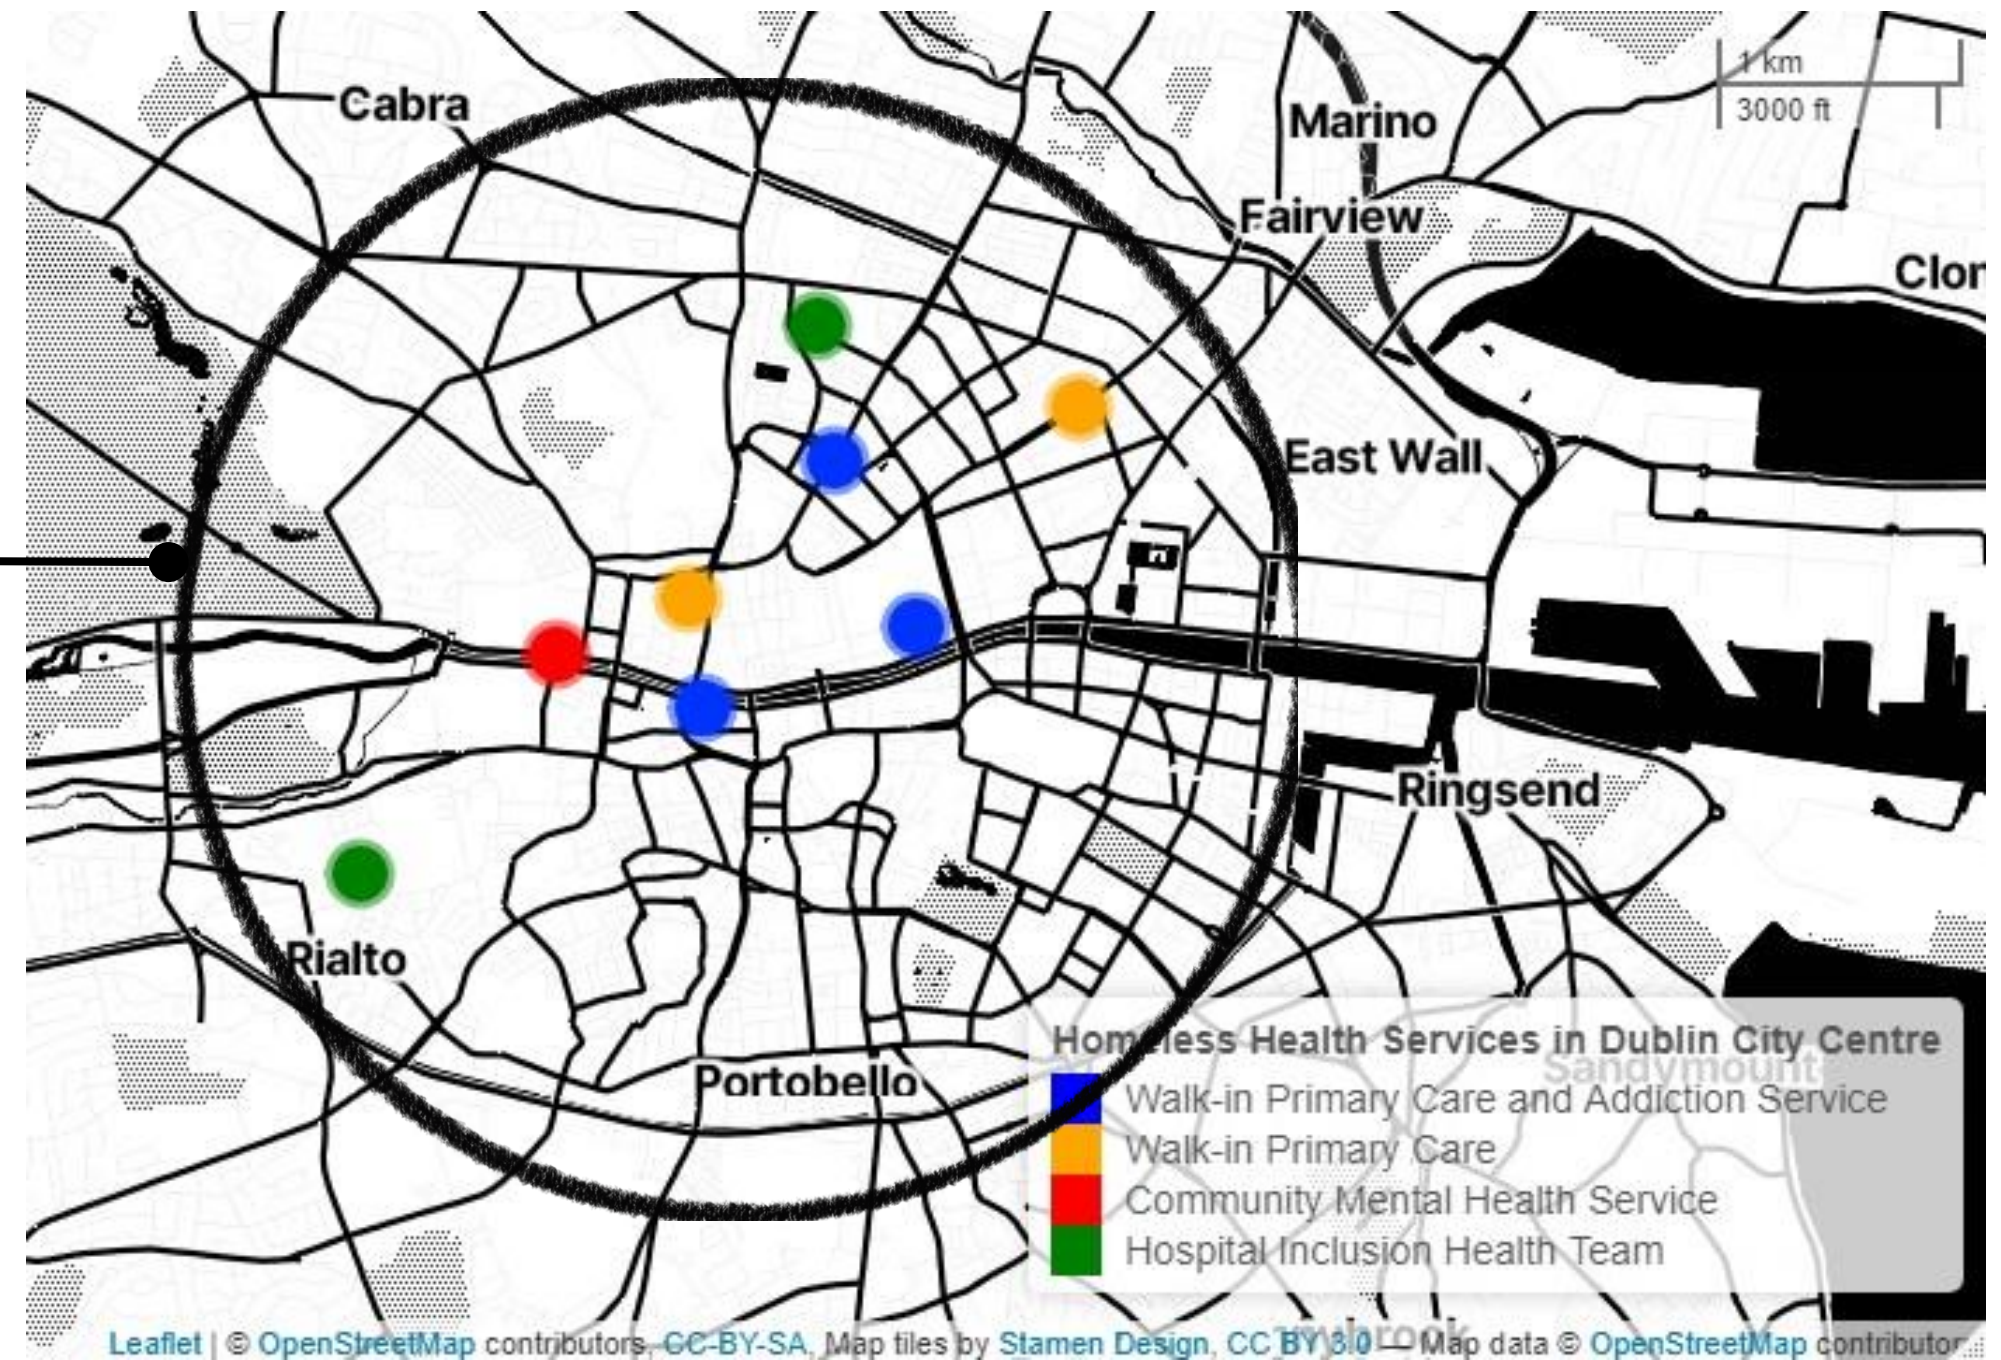 Cabra
1 km
3000 ft
Marino
Fairview
Clon
East Wall
Ringsend
Rialto
Portobello
Homeless Health Services in Dublin City Centre
Sandymount
Walk-in Primary Care and Addiction Service
Walk-in Primary Care
Community Mental Health Service
Hospital Inclusion Health Team
Leaflet | © OpenStreetMap contributors, CC-BY-SA, Map tiles by Stamen Design, CC BY 3.0 — Map data © OpenStreetMap contributor